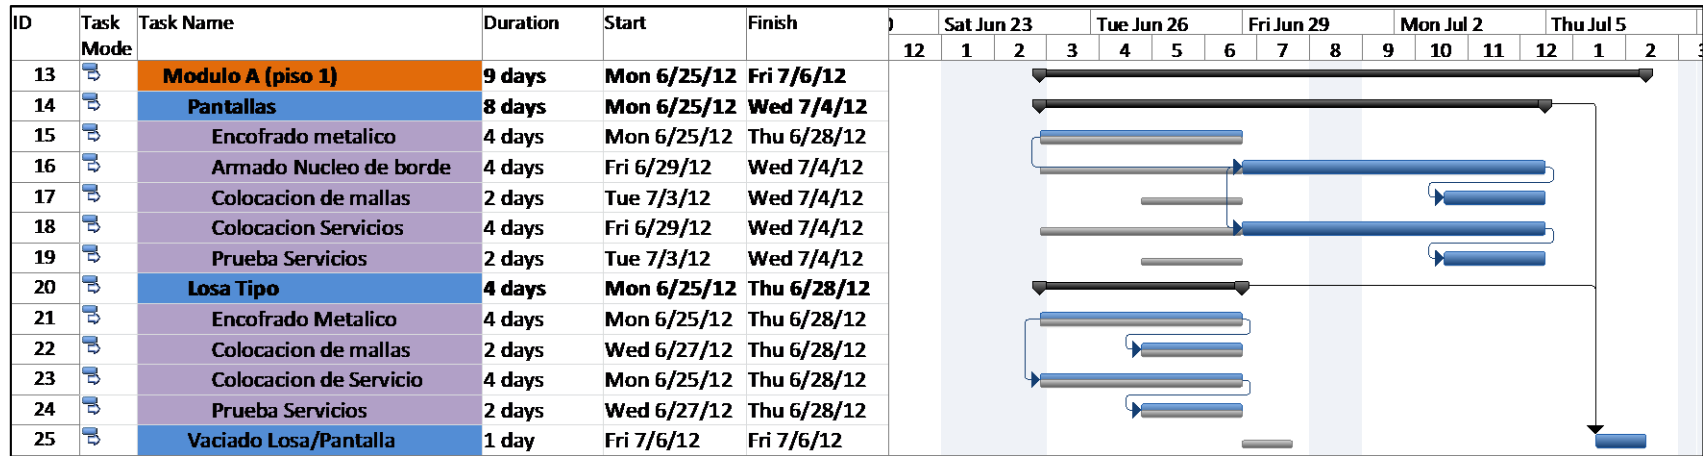 ID Task Mode Task Name Duration Start Finish
Sat Jun 23 Tue Jun 26 Fri Jun 29 Mon Jul 2 Thu Jul 5
12 1 2 3 4 5 6 7 8 9 10 11 12 1 2
13 Modulo A (piso 1) 9 days Mon 6/25/12 Fri 7/6/12
14 Pantallas 8 days Mon 6/25/12 Wed 7/4/12
15 Encofrado metalico 4 days Mon 6/25/12 Thu 6/28/12
16 Armado Nucleo de borde 4 days Fri 6/29/12 Wed 7/4/12
17 Colocacion de mallas 2 days Tue 7/3/12 Wed 7/4/12
18 Colocacion Servicios 4 days Fri 6/29/12 Wed 7/4/12
19 Prueba Servicios 2 days Tue 7/3/12 Wed 7/4/12
20 Losa Tipo 4 days Mon 6/25/12 Thu 6/28/12
21 Encofrado Metalico 4 days Mon 6/25/12 Thu 6/28/12
22 Colocacion de mallas 2 days Wed 6/27/12 Thu 6/28/12
23 Colocacion de Servicio 4 days Mon 6/25/12 Thu 6/28/12
24 Prueba Servicios 2 days Wed 6/27/12 Thu 6/28/12
25 Vaciado Losa/Pantalla 1 day Fri 7/6/12 Fri 7/6/12